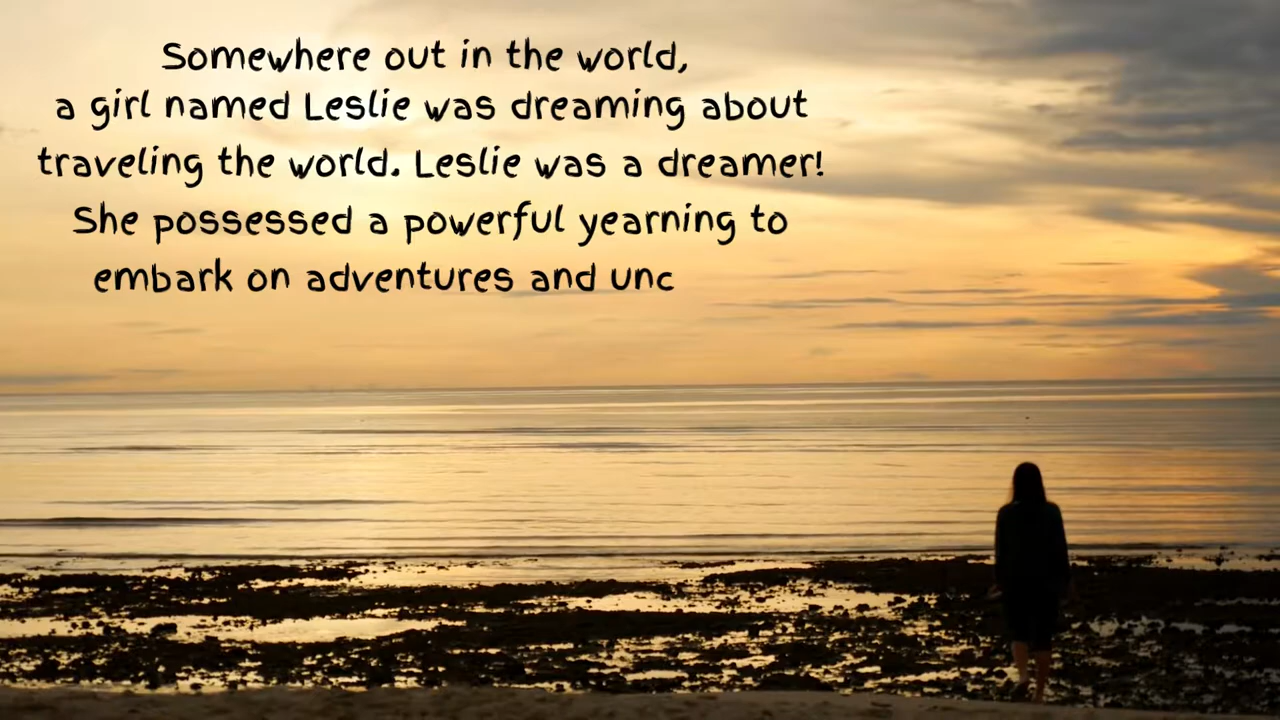 Somewhere out in the world,
a girl named Leslie was dreaming about
traveling the world. Leslie was a dreamer!
She possessed a powerful yearning to
embark on adventures and unc